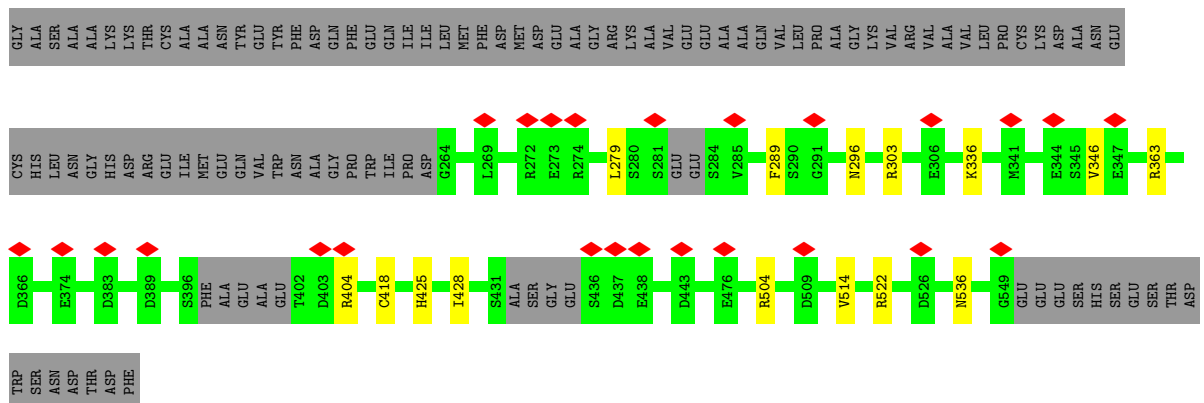 GLY ALA SER ALA ALA LYS LYS THR CYS ALA ALA ASN TYR GLU TYR PHE ASP GLN PHE GLU GLN ILE ILE LEU MET PHE ASP MET ASP GLU ALA GLY ARG LYS ALA VAL GLU GLU ALA ALA GLN VAL LEU PRO ALA GLY LYS VAL ARG VAL ALA VAL LEU PRO CYS LYS ASP ALA ASN GLU
CYS HIS LEU ASN GLY HIS ASP ARG GLU ILE MET GLU GLN VAL TRP ASN ALA GLY PRO TRP ILE PRO ASP G264 L269 R272 E273 R274 L279 S280 S281 GLU GLU S284 V285 F289 S290 G291 N296 R303 E306 K336 M341 E344 S345 V346 E347 R363
D366 E374 D383 D389 S396 PHE ALA GLU ALA GLU T402 D403 R404 C418 H425 I428 S431 ALA SER GLY GLU S436 D437 E438 D443 E476 R504 D509 V514 R522 D526 N536 G549 GLU GLU GLU SER HIS SER GLU SER THR ASP
TRP SER ASN ASP THR ASP PHE